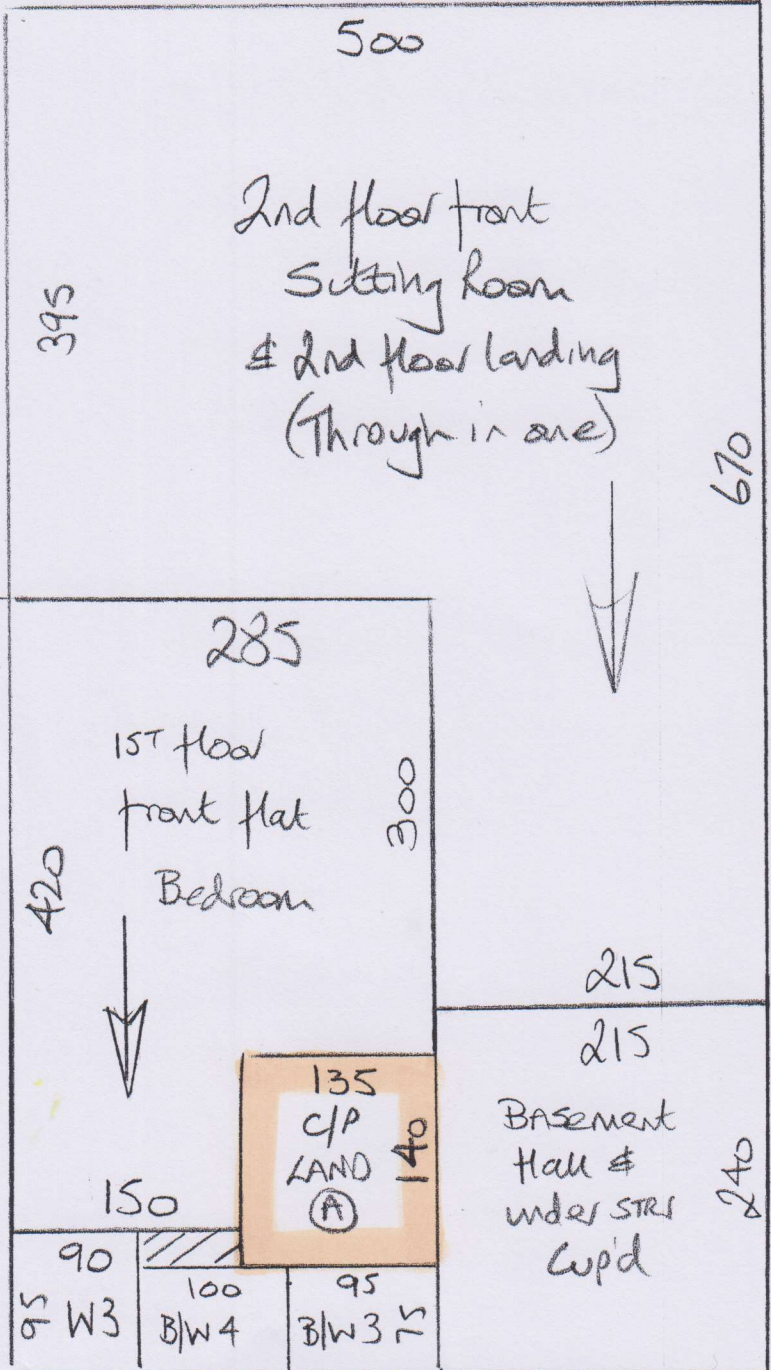 500
2nd floor front
Sitting Room
& 2nd floor landing
(Through in one)
395
670
285
1ST floor
front flat
Bedroom
300
420
215
215
135
C/P
LAND
A
140
Basement
Hall &
under STRS
Cup'd
240
150
90
95 W3
100
B/W4
95
B/W3 75